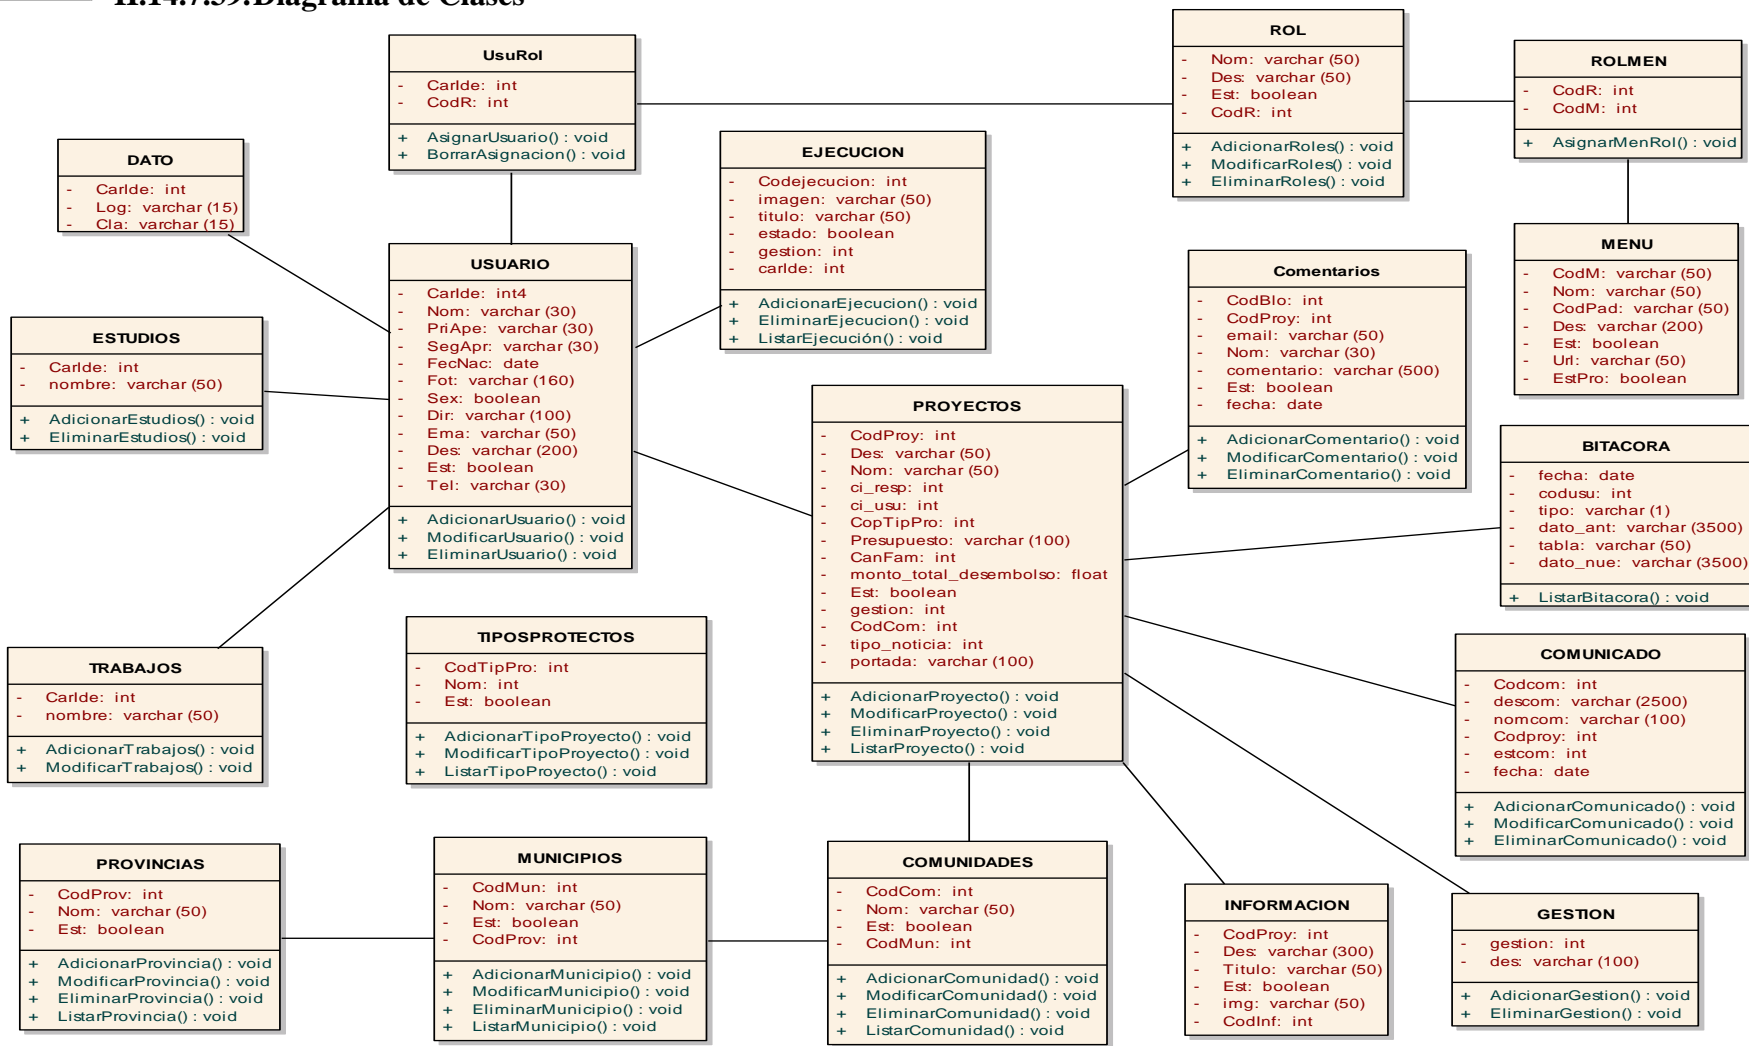 II.14.7.39.Diagrama de Clases
UsuRol
- CarIde: int
- CodR: int
+ AsignarUsuario() : void
+ BorrarAsignacion() : void
ROL
- Nom: varchar (50)
- Des: varchar (50)
- Est: boolean
- CodR: int
+ AdicionarRoles() : void
+ ModificarRoles() : void
+ EliminarRoles() : void
ROLMEN
- CodR: int
- CodM: int
+ AsignarMenRol() : void
DATO
- CarIde: int
- Log: varchar (15)
- Cla: varchar (15)
EJECUCION
- Codejecucion: int
- imagen: varchar (50)
- titulo: varchar (50)
- estado: boolean
- gestion: int
- carIde: int
+ AdicionarEjecucion() : void
+ EliminarEjecucion() : void
+ ListarEjecución() : void
USUARIO
- CarIde: int4
- Nom: varchar (30)
- PriApe: varchar (30)
- SegApr: varchar (30)
- FecNac: date
- Fot: varchar (160)
- Sex: boolean
- Dir: varchar (100)
- Ema: varchar (50)
- Des: varchar (200)
- Est: boolean
- Tel: varchar (30)
+ AdicionarUsuario() : void
+ ModificarUsuario() : void
+ EliminarUsuario() : void
MENU
- CodM: varchar (50)
- Nom: varchar (50)
- CodPad: varchar (50)
- Des: varchar (200)
- Est: boolean
- Url: varchar (50)
- EstPro: boolean
Comentarios
- CodBlo: int
- CodProy: int
- email: varchar (50)
- Nom: varchar (30)
- comentario: varchar (500)
- Est: boolean
- fecha: date
+ AdicionarComentario() : void
+ ModificarComentario() : void
+ EliminarComentario() : void
ESTUDIOS
- CarIde: int
- nombre: varchar (50)
+ AdicionarEstudios() : void
+ EliminarEstudios() : void
PROYECTOS
- CodProy: int
- Des: varchar (50)
- Nom: varchar (50)
- ci_resp: int
- ci_usu: int
- CopTipPro: int
- Presupuesto: varchar (100)
- CanFam: int
- monto_total_desembolso: float
- Est: boolean
- gestion: int
- CodCom: int
- tipo_noticia: int
- portada: varchar (100)
+ AdicionarProyecto() : void
+ ModificarProyecto() : void
+ EliminarProyecto() : void
+ ListarProyecto() : void
BITACORA
- fecha: date
- codusu: int
- tipo: varchar (1)
- dato_ant: varchar (3500)
- tabla: varchar (50)
- dato_nue: varchar (3500)
+ ListarBitacora() : void
TIPOSPROTECTOS
- CodTipPro: int
- Nom: int
- Est: boolean
+ AdicionarTipoProyecto() : void
+ ModificarTipoProyecto() : void
+ ListarTipoProyecto() : void
TRABAJOS
- CarIde: int
- nombre: varchar (50)
+ AdicionarTrabajos() : void
+ ModificarTrabajos() : void
COMUNICADO
- Codcom: int
- descom: varchar (2500)
- nomcom: varchar (100)
- Codproy: int
- estcom: int
- fecha: date
+ AdicionarComunicado() : void
+ ModificarComunicado() : void
+ EliminarComunicado() : void
PROVINCIAS
- CodProv: int
- Nom: varchar (50)
- Est: boolean
+ AdicionarProvincia() : void
+ ModificarProvincia() : void
+ EliminarProvincia() : void
+ ListarProvincia() : void
MUNICIPIOS
- CodMun: int
- Nom: varchar (50)
- Est: boolean
- CodProv: int
+ AdicionarMunicipio() : void
+ ModificarMunicipio() : void
+ EliminarMunicipio() : void
+ ListarMunicipio() : void
COMUNIDADES
- CodCom: int
- Nom: varchar (50)
- Est: boolean
- CodMun: int
+ AdicionarComunidad() : void
+ ModificarComunidad() : void
+ EliminarComunidad() : void
+ ListarComunidad() : void
INFORMACION
- CodProy: int
- Des: varchar (300)
- Titulo: varchar (50)
- Est: boolean
- img: varchar (50)
- CodInf: int
GESTION
- gestion: int
- des: varchar (100)
+ AdicionarGestion() : void
+ EliminarGestion() : void